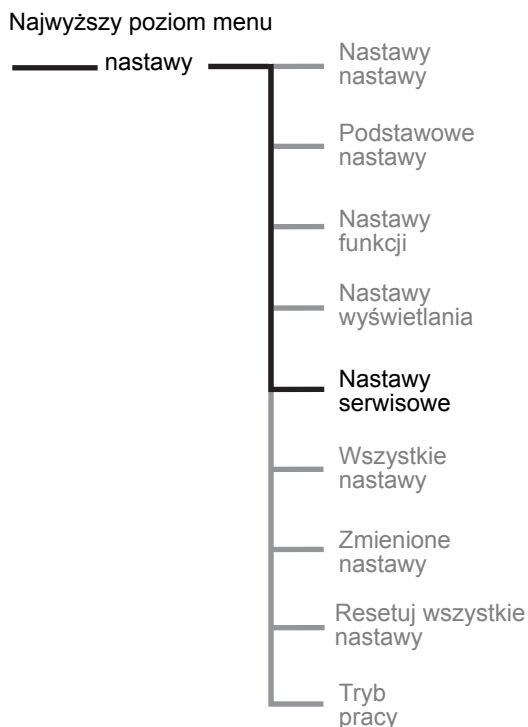 Najwyższy poziom menu
nastawy
Nastawy
nastawy
Podstawowe
nastawy
Nastawy
funkcji
Nastawy
wyświetlania
Nastawy
serwisowe
Wszystkie
nastawy
Zmienione
nastawy
Resetuj wszystkie
nastawy
Tryb
pracy